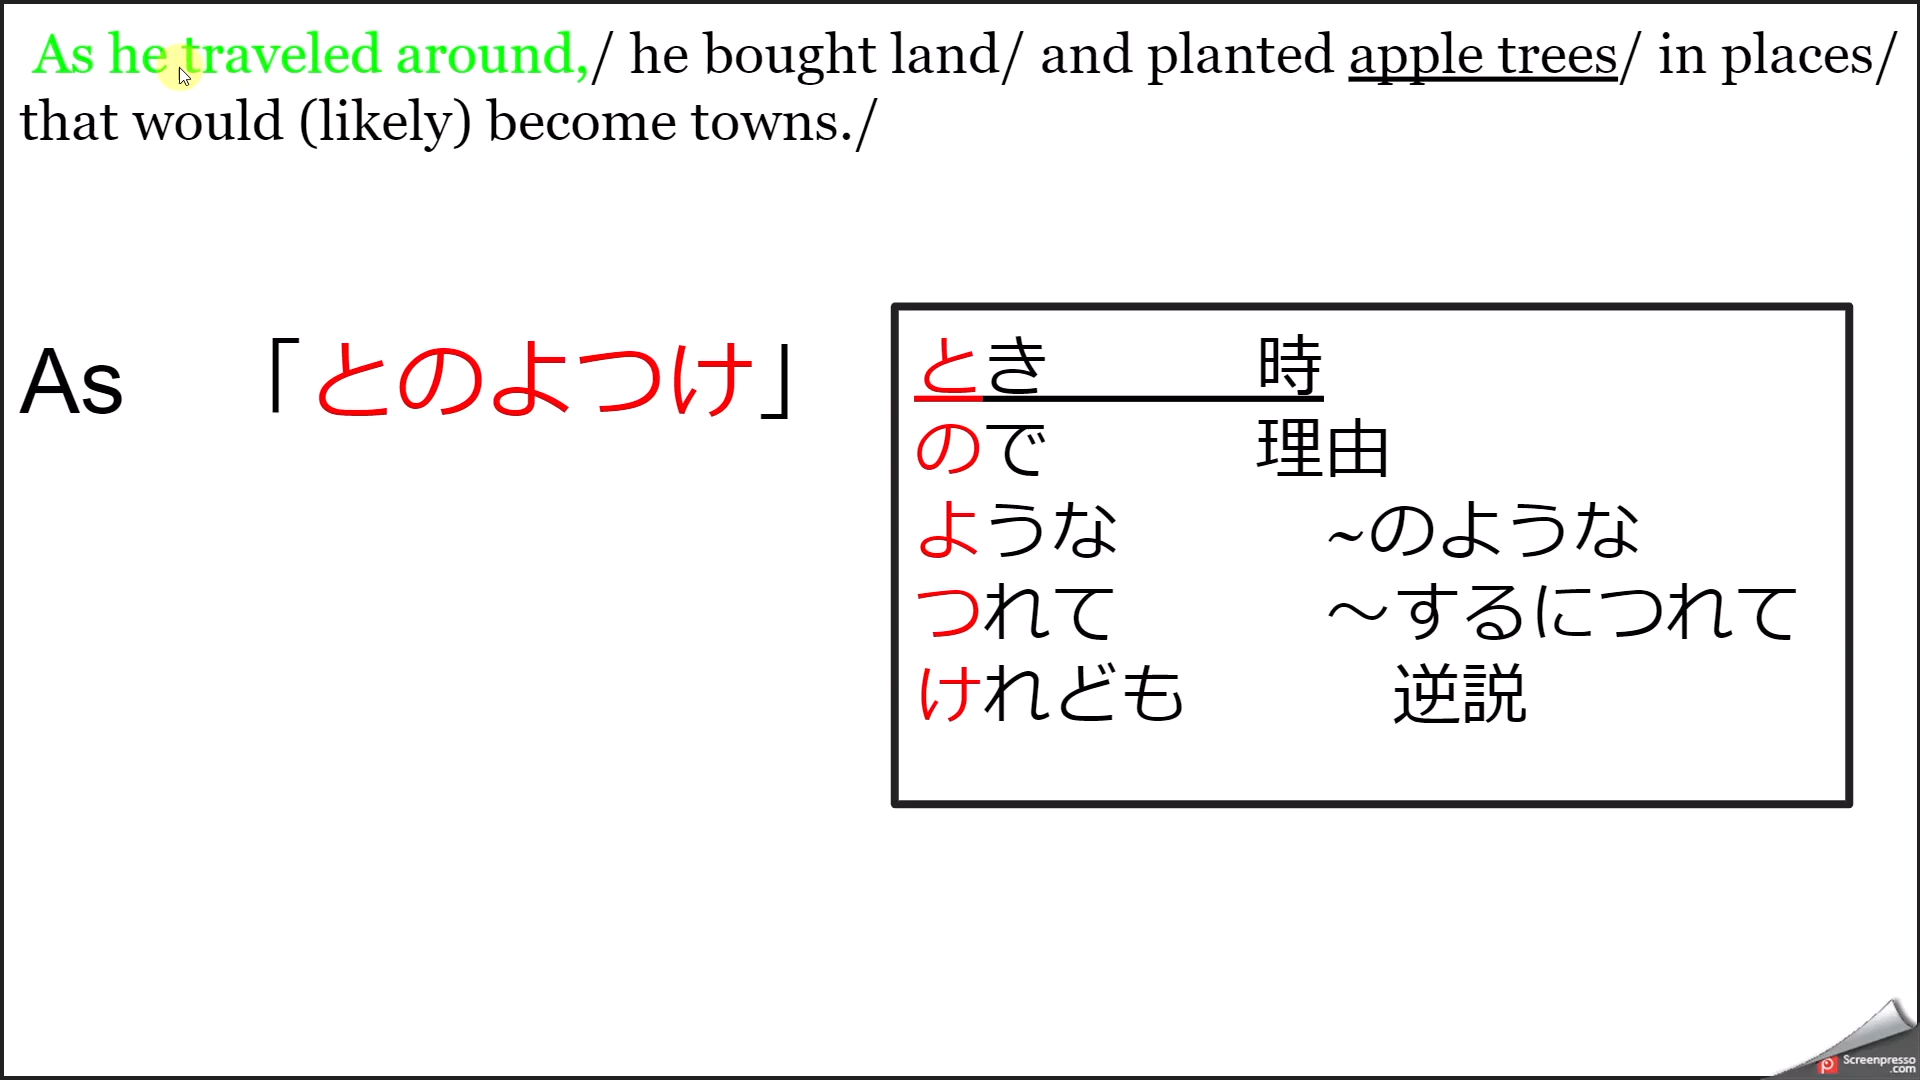 As he traveled around,/ he bought land/ and planted apple trees/ in places/
that would (likely) become towns./
As 「とのよつけ」
とき 時
ので 理由
ような ~のような
つれて ～するにつれて
けれども 逆説
Screenpresso
.com